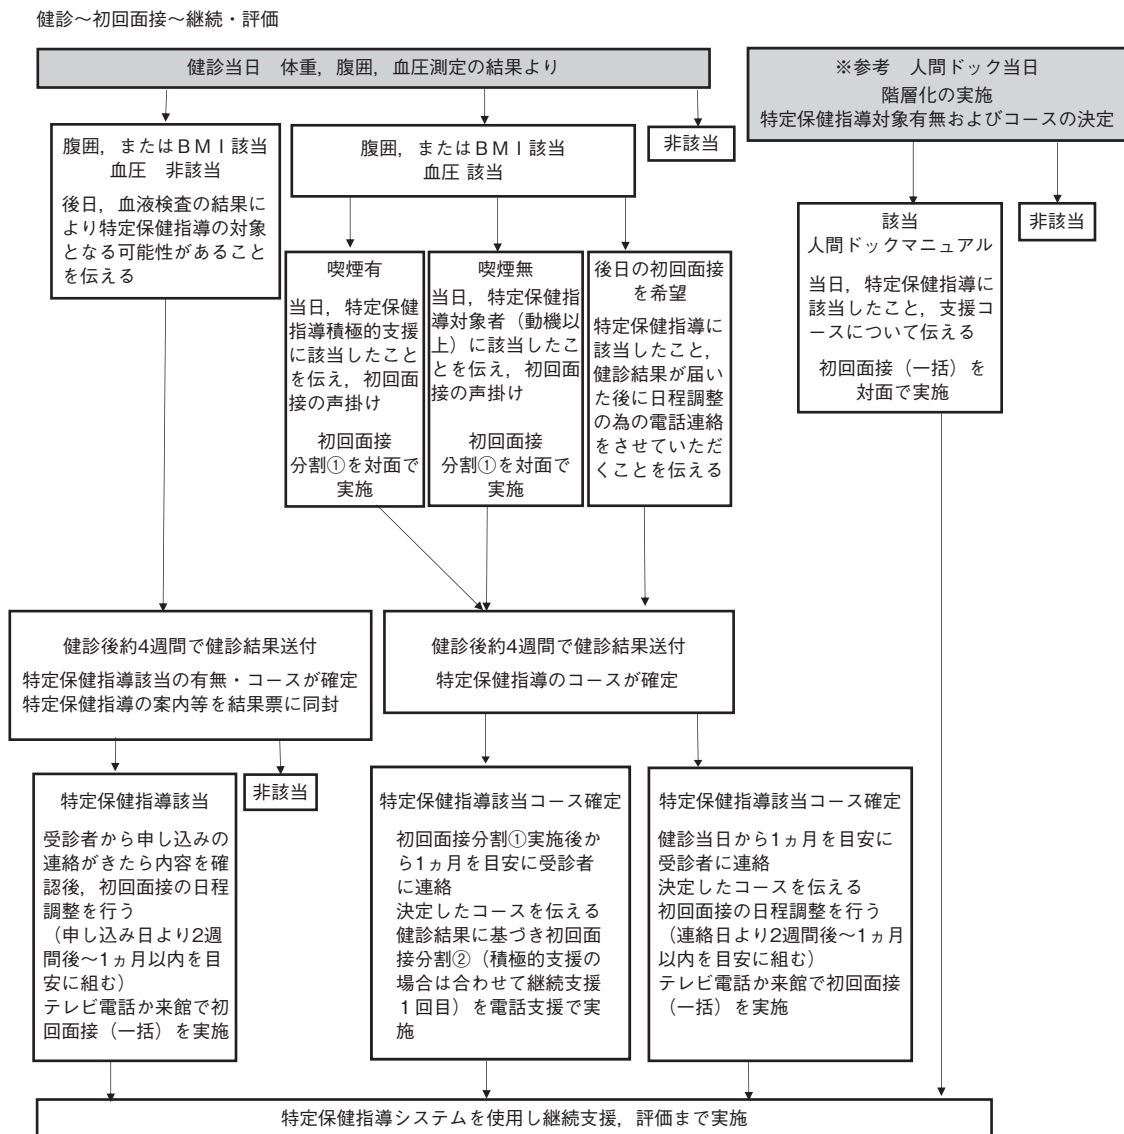 健診～初回面接～継続・評価
健診当日　体重，腹囲，血圧測定の結果より
※参考　人間ドック当日
階層化の実施
特定保健指導対象有無およびコースの決定
腹囲，またはＢＭＩ該当
血圧　非該当
後日，血液検査の結果に
より特定保健指導の対象
となる可能性があること
を伝える
腹囲，またはＢＭＩ該当
血圧 該当
非該当
該当
人間ドックマニュアル
当日，特定保健指導に
該当したこと，支援コ
ースについて伝える
初回面接（一括）を
対面で実施
非該当
喫煙有
当日，特定保健
指導積極的支援
に該当したこと
を伝え，初回面
接の声掛け
初回面接
分割①を対面で
実施
喫煙無
当日，特定保健指
導対象者（動機以
上）に該当したこ
とを伝え，初回面
接の声掛け
初回面接
分割①を対面で
実施
後日の初回面接
を希望
特定保健指導に
該当したこと，
健診結果が届い
た後に日程調整
の為の電話連絡
をさせていただ
くことを伝える
健診後約4週間で健診結果送付
特定保健指導該当の有無・コースが確定
特定保健指導の案内等を結果票に同封
健診後約4週間で健診結果送付
特定保健指導のコースが確定
特定保健指導該当
受診者から申し込みの
連絡がきたら内容を確
認後，初回面接の日程
調整を行う
（申し込み日より2週
間後～1ヵ月以内を目
安に組む）
テレビ電話か来館で初
回面接（一括）を実施
非該当
特定保健指導該当コース確定
初回面接分割①実施後か
ら1ヵ月を目安に受診者
に連絡
決定したコースを伝える
健診結果に基づき初回面
接分割②（積極的支援の
場合は合わせて継続支援
１回目）を電話支援で実
施
特定保健指導該当コース確定
健診当日から1ヵ月を目安に
受診者に連絡
決定したコースを伝える
初回面接の日程調整を行う
（連絡日より2週間後～1ヵ月
以内を目安に組む）
テレビ電話か来館で初回面接
（一括）を実施
特定保健指導システムを使用し継続支援，評価まで実施